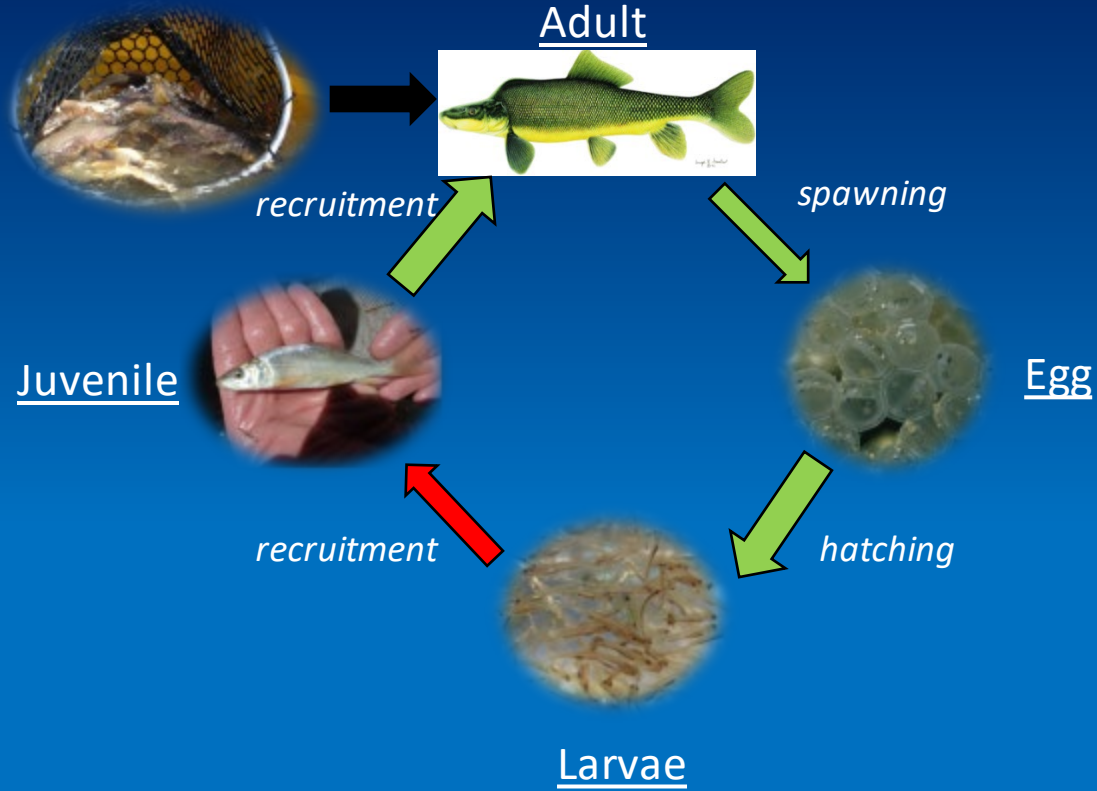 Adult
recruitment
spawning
Juvenile
Egg
recruitment
hatching
Larvae